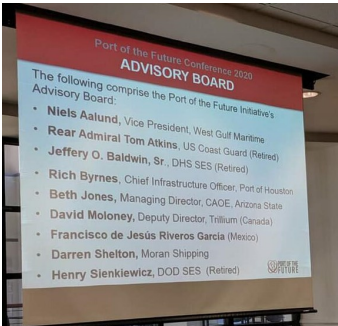 Port of the Future Conference 2020
ADVISORY BOARD
The following comprise the Port of the Future Initiative's
Advisory Board:
• Niels Aalund, Vice President, West Gulf Maritime
• Rear Admiral Tom Atkins, US Coast Guard (Retired)
• Jeffery O. Baldwin, Sr., DHS SES (Retired)
• Rich Byrnes, Chief Infrastructure Officer, Port of Houston
• Beth Jones, Managing Director, CAOE, Arizona State
• David Moloney, Deputy Director, Trillium (Canada)
• Francisco de Jesús Riveros Garcia (Mexico)
• Darren Shelton, Moran Shipping
• Henry Sienkiewicz, DOD SES (Retired)
PORT OF THE
FUTURE